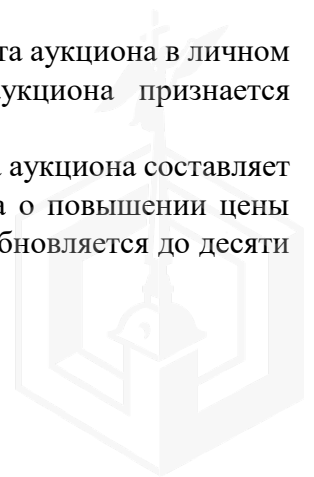 та аукциона в личном
укциона признается
аукциона составляет
а о повышении цены
бновляется до десяти